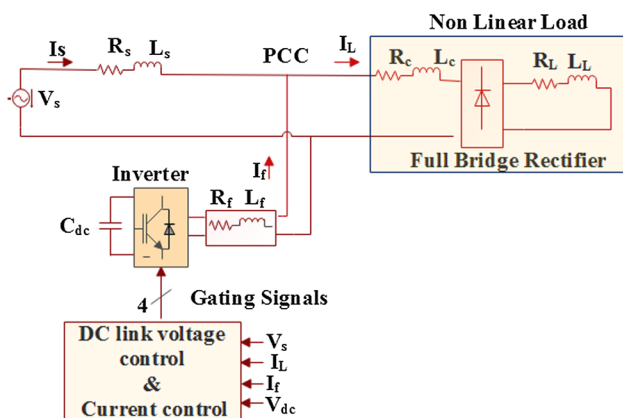 Non Linear Load
Is
Rs
Ls
PCC
IL
Rc
Lc
RL
LL
Vs
Full Bridge Rectifier
Inverter
If
Rf
Lf
Cdc
4
Gating Signals
DC link voltage
control
&
Current control
Vs
IL
If
Vdc